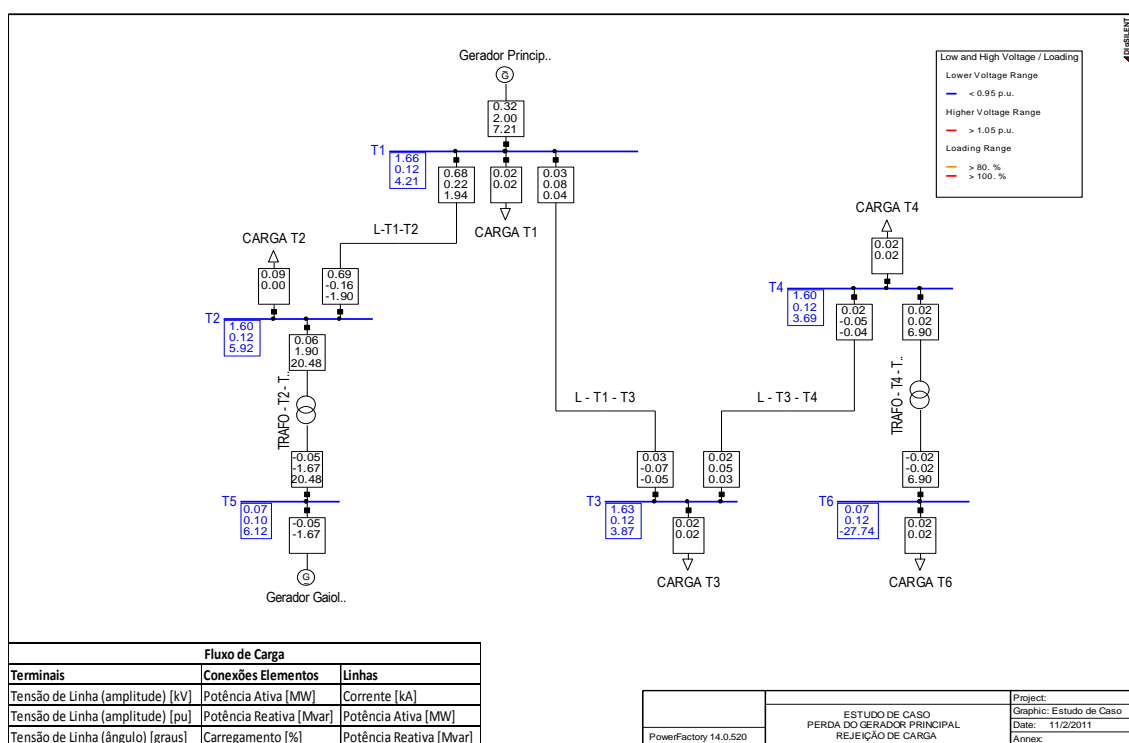 DIgSILENT
Gerador Princip..
G
0.32
2.00
7.21
Low and High Voltage / Loading
Lower Voltage Range
< 0.95 p.u.
Higher Voltage Range
> 1.05 p.u.
Loading Range
> 80. %
> 100. %
T1
1.66
0.12
4.21
0.68
0.22
1.94
0.02
0.02
0.03
0.08
0.04
L-T1-T2
CARGA T1
CARGA T2
0.09
0.00
0.69
-0.16
-1.90
T2
1.60
0.12
5.92
0.06
1.90
20.48
TRAFO - T2 - T..
-0.05
-1.67
20.48
T5
0.07
0.10
6.12
-0.05
-1.67
G
Gerador Gaiol..
CARGA T4
0.02
0.02
T4
1.60
0.12
3.69
0.02
-0.05
-0.04
0.02
0.02
6.90
TRAFO - T4 - T..
L - T1 - T3
L - T3 - T4
0.03
-0.07
-0.05
0.02
0.05
0.03
-0.02
-0.02
6.90
T3
1.63
0.12
3.87
0.02
0.02
CARGA T3
T6
0.07
0.12
-27.74
0.02
0.02
CARGA T6
Fluxo de Carga
Terminais Conexões Elementos Linhas
Tensão de Linha (amplitude) [kV] Potência Ativa [MW] Corrente [kA]
Tensão de Linha (amplitude) [pu] Potência Reativa [Mvar] Potência Ativa [MW]
Tensão de Linha (ângulo) [graus] Carregamento [%] Potência Reativa [Mvar]
PowerFactory 14.0.520
ESTUDO DE CASO
PERDA DO GERADOR PRINCIPAL
REJEIÇÃO DE CARGA
Project:
Graphic: Estudo de Caso
Date: 11/2/2011
Annex: